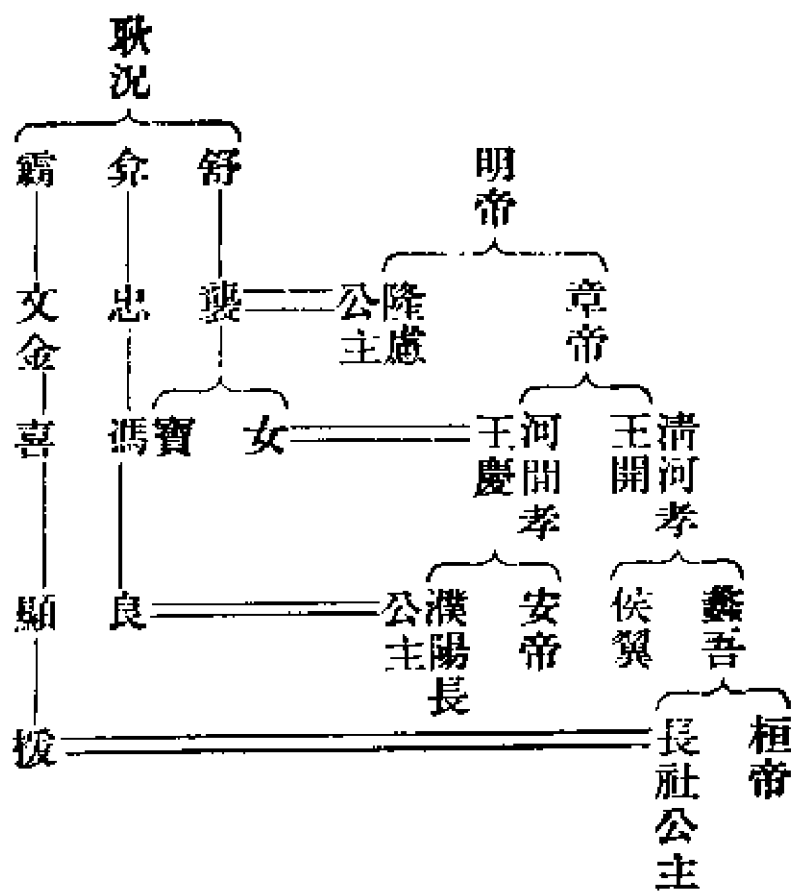 耿況
明帝
舒
弇
霸
章帝
隆慮
公主
襲
忠
文金
清河孝
王開
河間孝
王慶
女
寶
馮
喜
蠡吾
侯翼
安帝
濮陽長
公主
良
顯
桓帝
長社公主
援